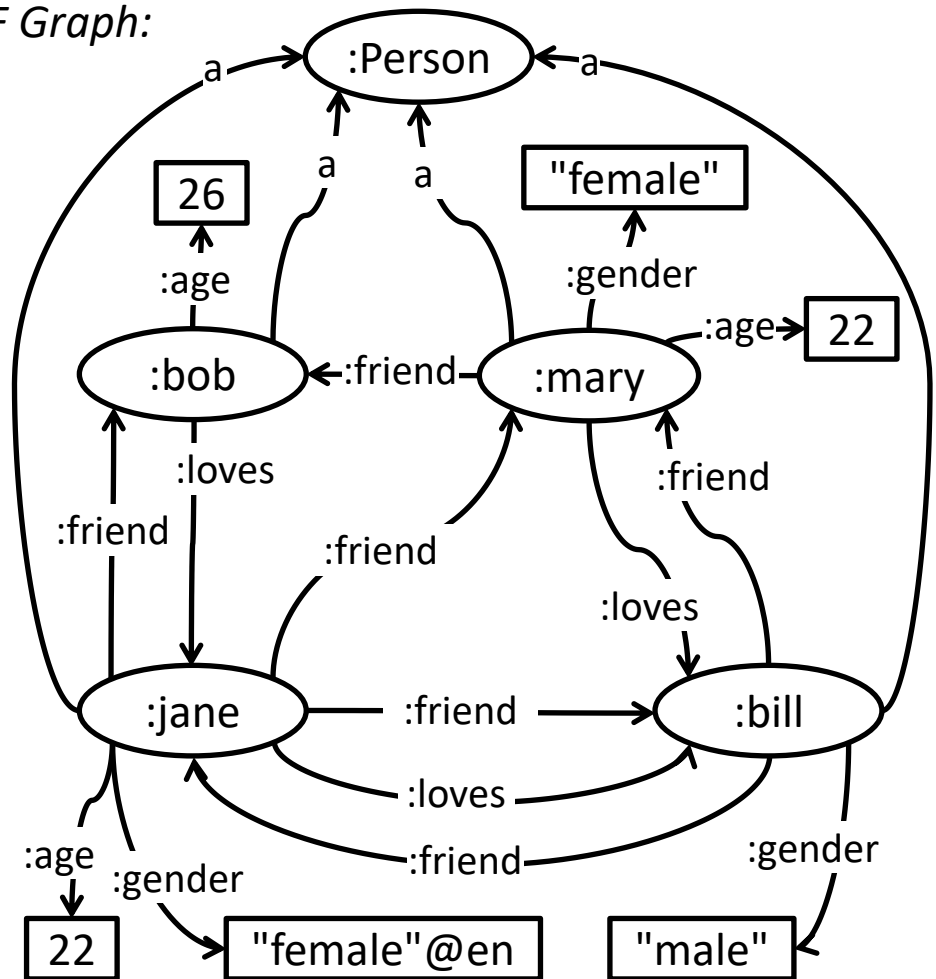 F Graph:
:Person
a
a
a
a
26
"female"
:age
:gender
:age
22
:bob
:friend
:mary
:loves
:friend
:friend
:friend
:loves
:jane
:friend
:bill
:loves
:friend
:age
:gender
:gender
22
"female"@en
"male"